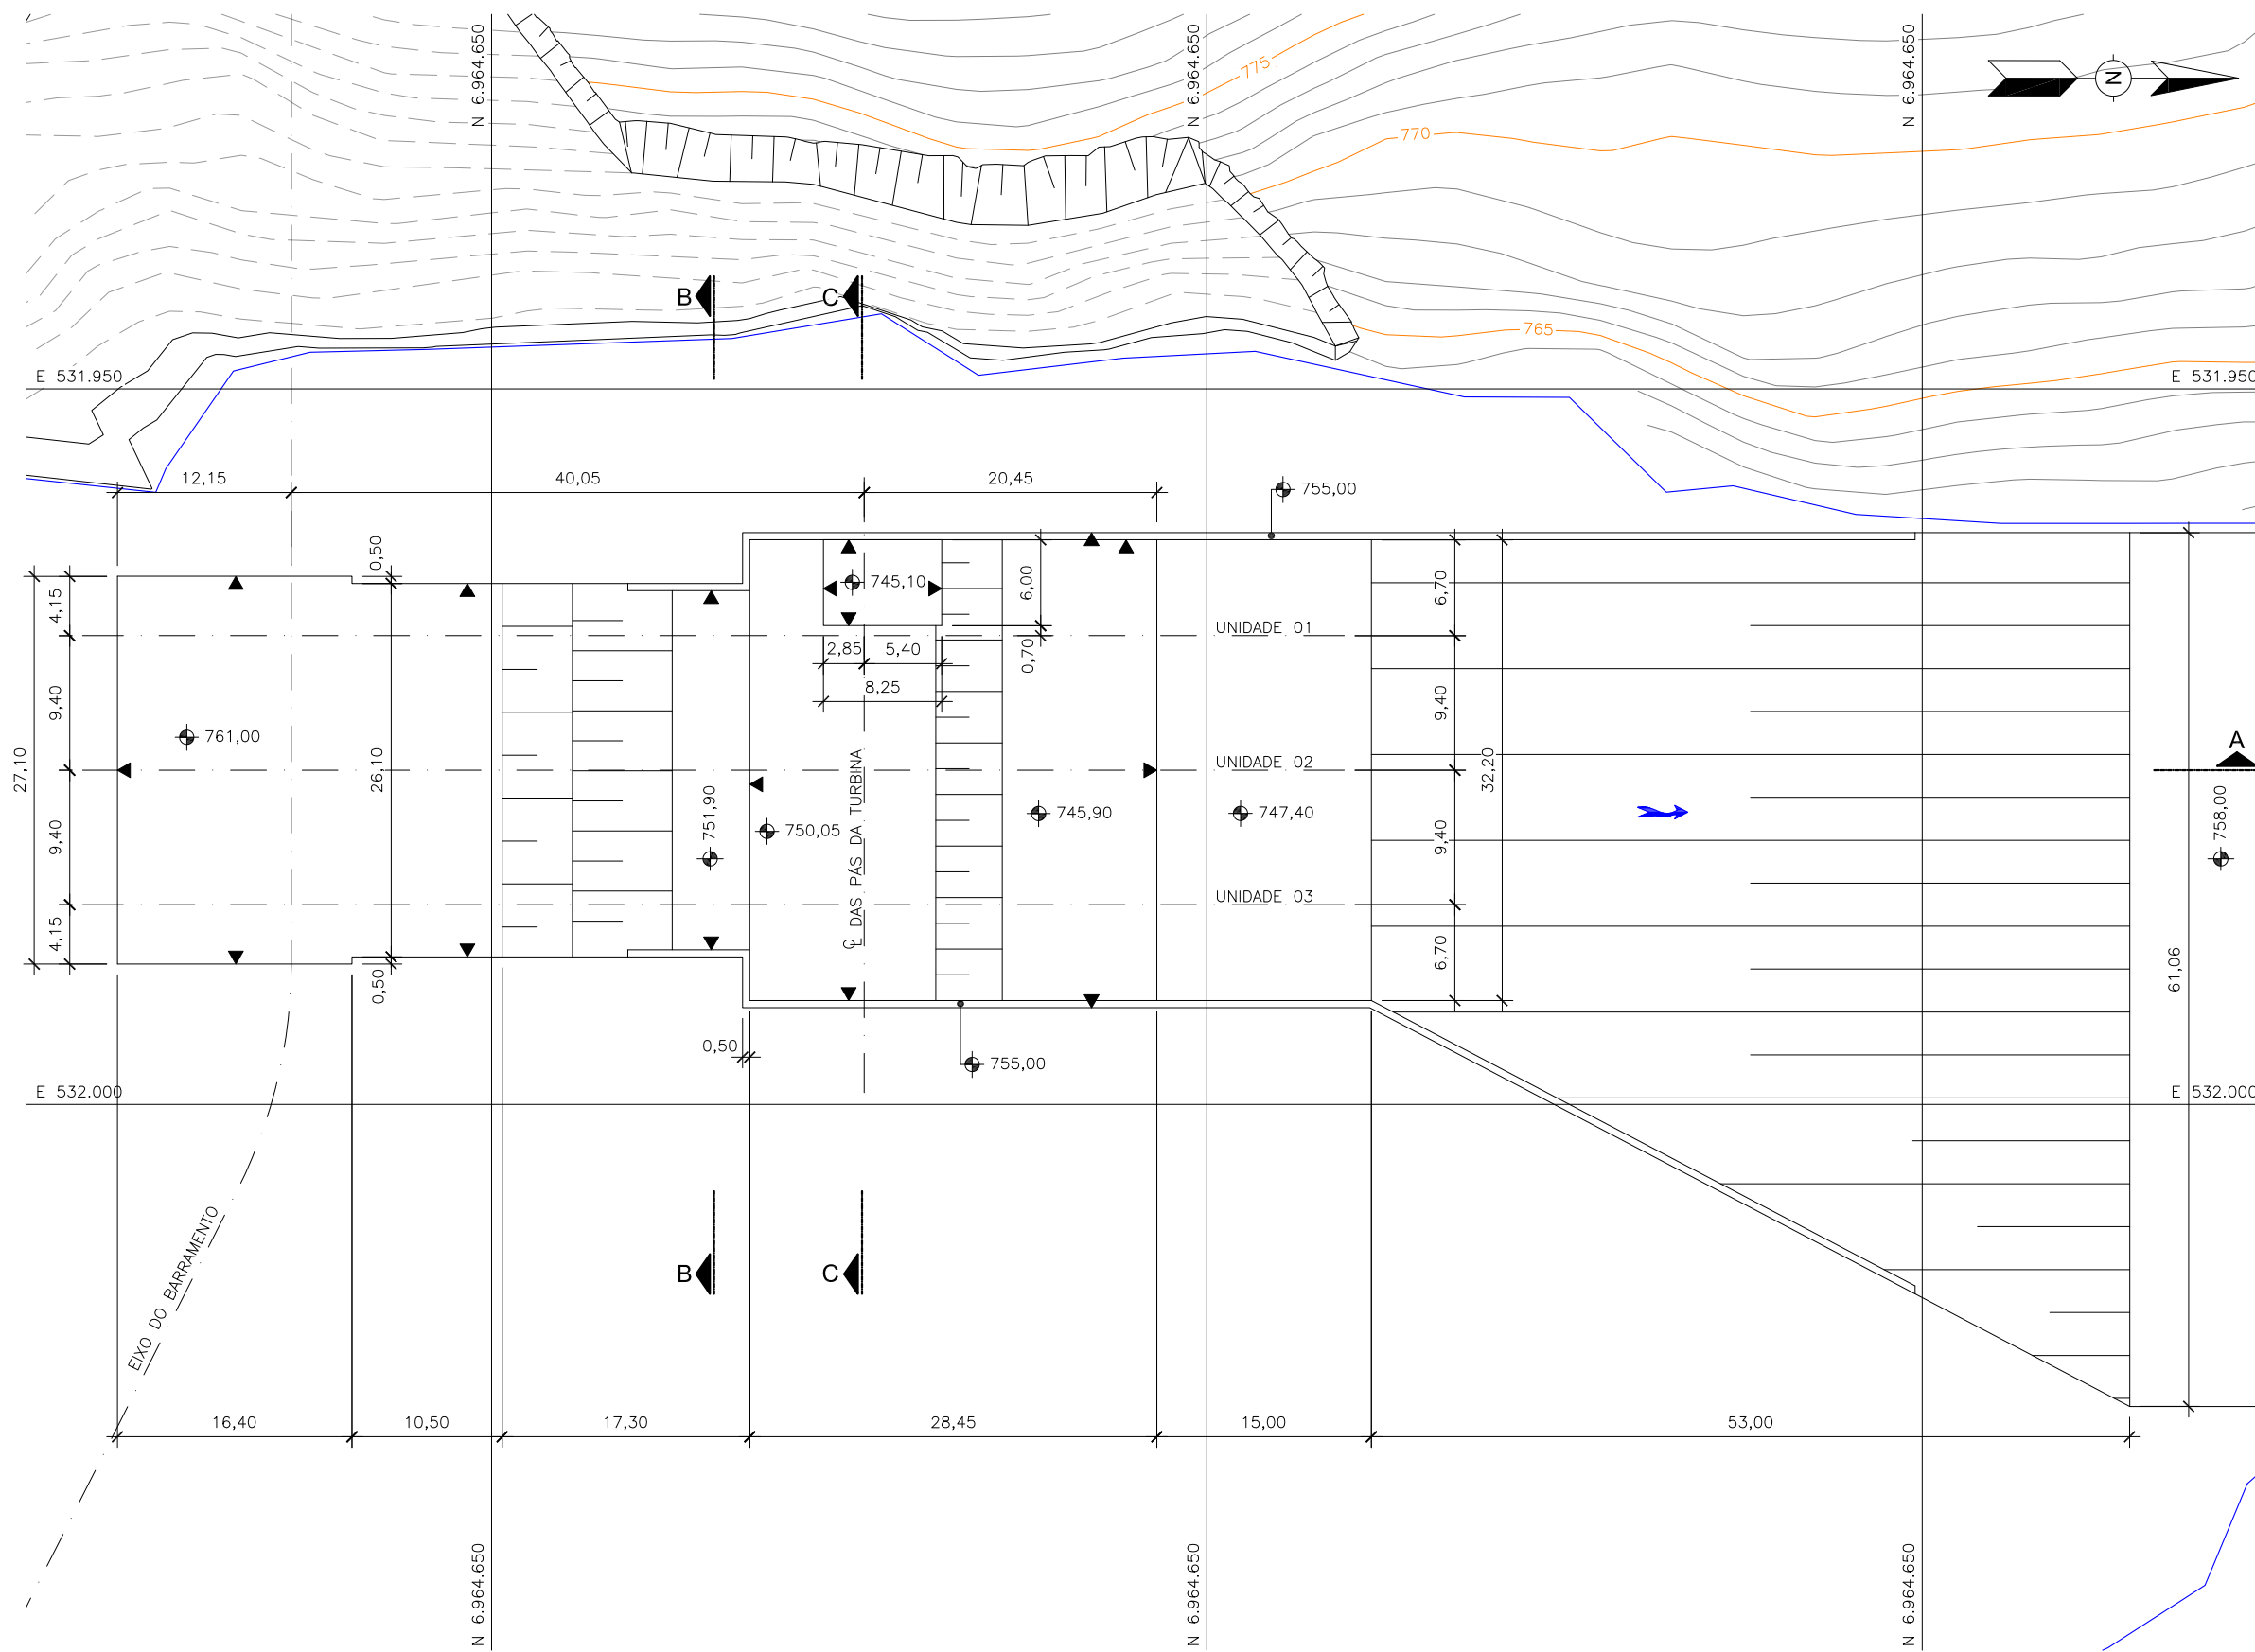 N 6.964.650
N 6.964.650
N 6.964.650
775
770
N
B
C
765
E 531.950
E 531.950
12,15
40,05
20,45
755,00
0,50
4,15
745,10
6,00
6,70
UNIDADE 01
0,70
2,85
5,40
8,25
9,40
9,40
761,00
27,10
26,10
UNIDADE 02
32,20
A
751,90
750,05
℄ DAS PÁS DA TURBINA
745,90
747,40
758,00
9,40
9,40
UNIDADE 03
4,15
6,70
0,50
61,06
0,50
755,00
E 532.000
E 532.000
EIXO DO BARRAMENTO
B
C
16,40
10,50
17,30
28,45
15,00
53,00
N 6.964.650
N 6.964.650
N 6.964.650